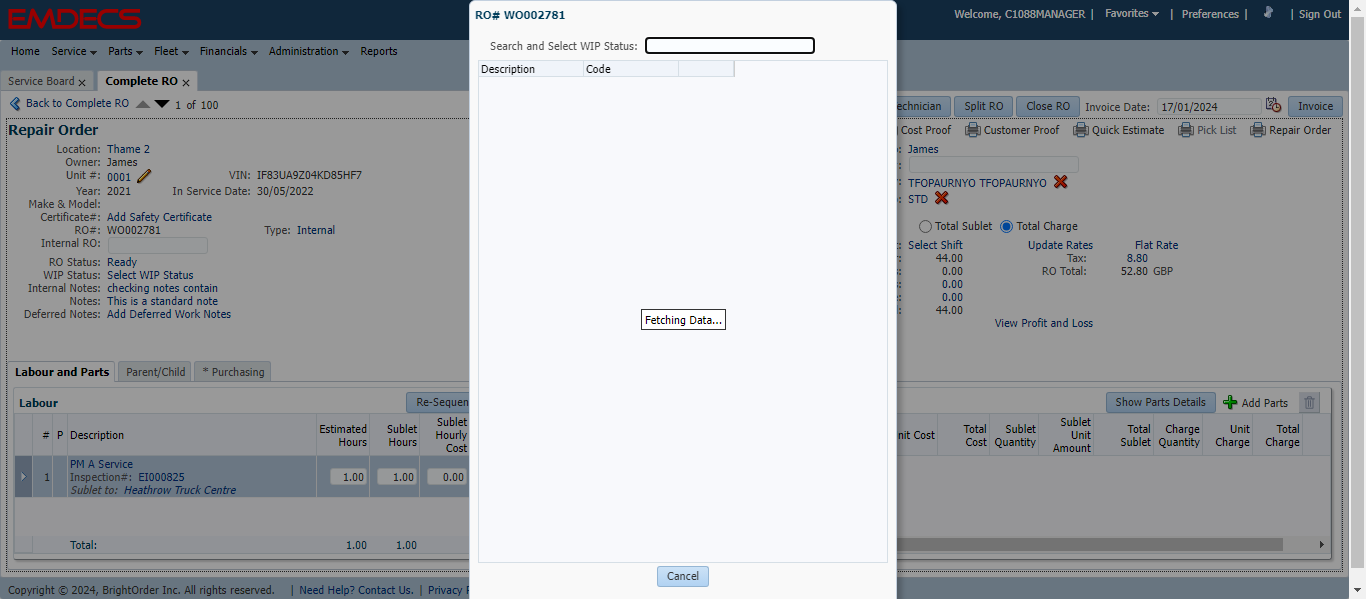 EMDECS
Welcome, C1088MANAGER | Favorites | Preferences | | Sign Out
Home Service Parts Fleet Financials Administration Reports
Service Board x Complete RO x
Back to Complete RO 1 of 100
echnician Split RO Close RO Invoice Date: 17/01/2024 Invoice
Repair Order
Cost Proof Customer Proof Quick Estimate Pick List Repair Order
Location: Thame 2
Owner: James
Unit #: 0001 VIN: IF83UA9Z04KD85HF7
Year: 2021 In Service Date: 30/05/2022
Make & Model:
Certificate#: Add Safety Certificate
RO#: WO002781 Type: Internal
Internal RO:
RO Status: Ready
WIP Status: Select WIP Status
Internal Notes: checking notes contain
Notes: This is a standard note
Deferred Notes: Add Deferred Work Notes
James
TFOPAURNYO TFOPAURNYO
STD
Total Sublet Total Charge
Select Shift Update Rates Flat Rate
44.00 Tax: 8.80
0.00 RO Total: 52.80 GBP
0.00
0.00
44.00
View Profit and Loss
RO# WO002781
Search and Select WIP Status:
Description Code
Fetching Data...
Cancel
Labour and Parts Parent/Child * Purchasing
Labour Re-Sequen
Show Parts Details Add Parts
# P Description Estimated Hours Sublet Hours Sublet Hourly Cost
nit Cost Total Cost Sublet Quantity Sublet Unit Amount Total Sublet Charge Quantity Unit Charge Total Charge
1 PM A Service 1.00 1.00 0.00
Inspection#: EI000825
Sublet to: Heathrow Truck Centre
Total: 1.00 1.00
Copyright © 2024, BrightOrder Inc. All rights reserved. | Need Help? Contact Us. | Privacy